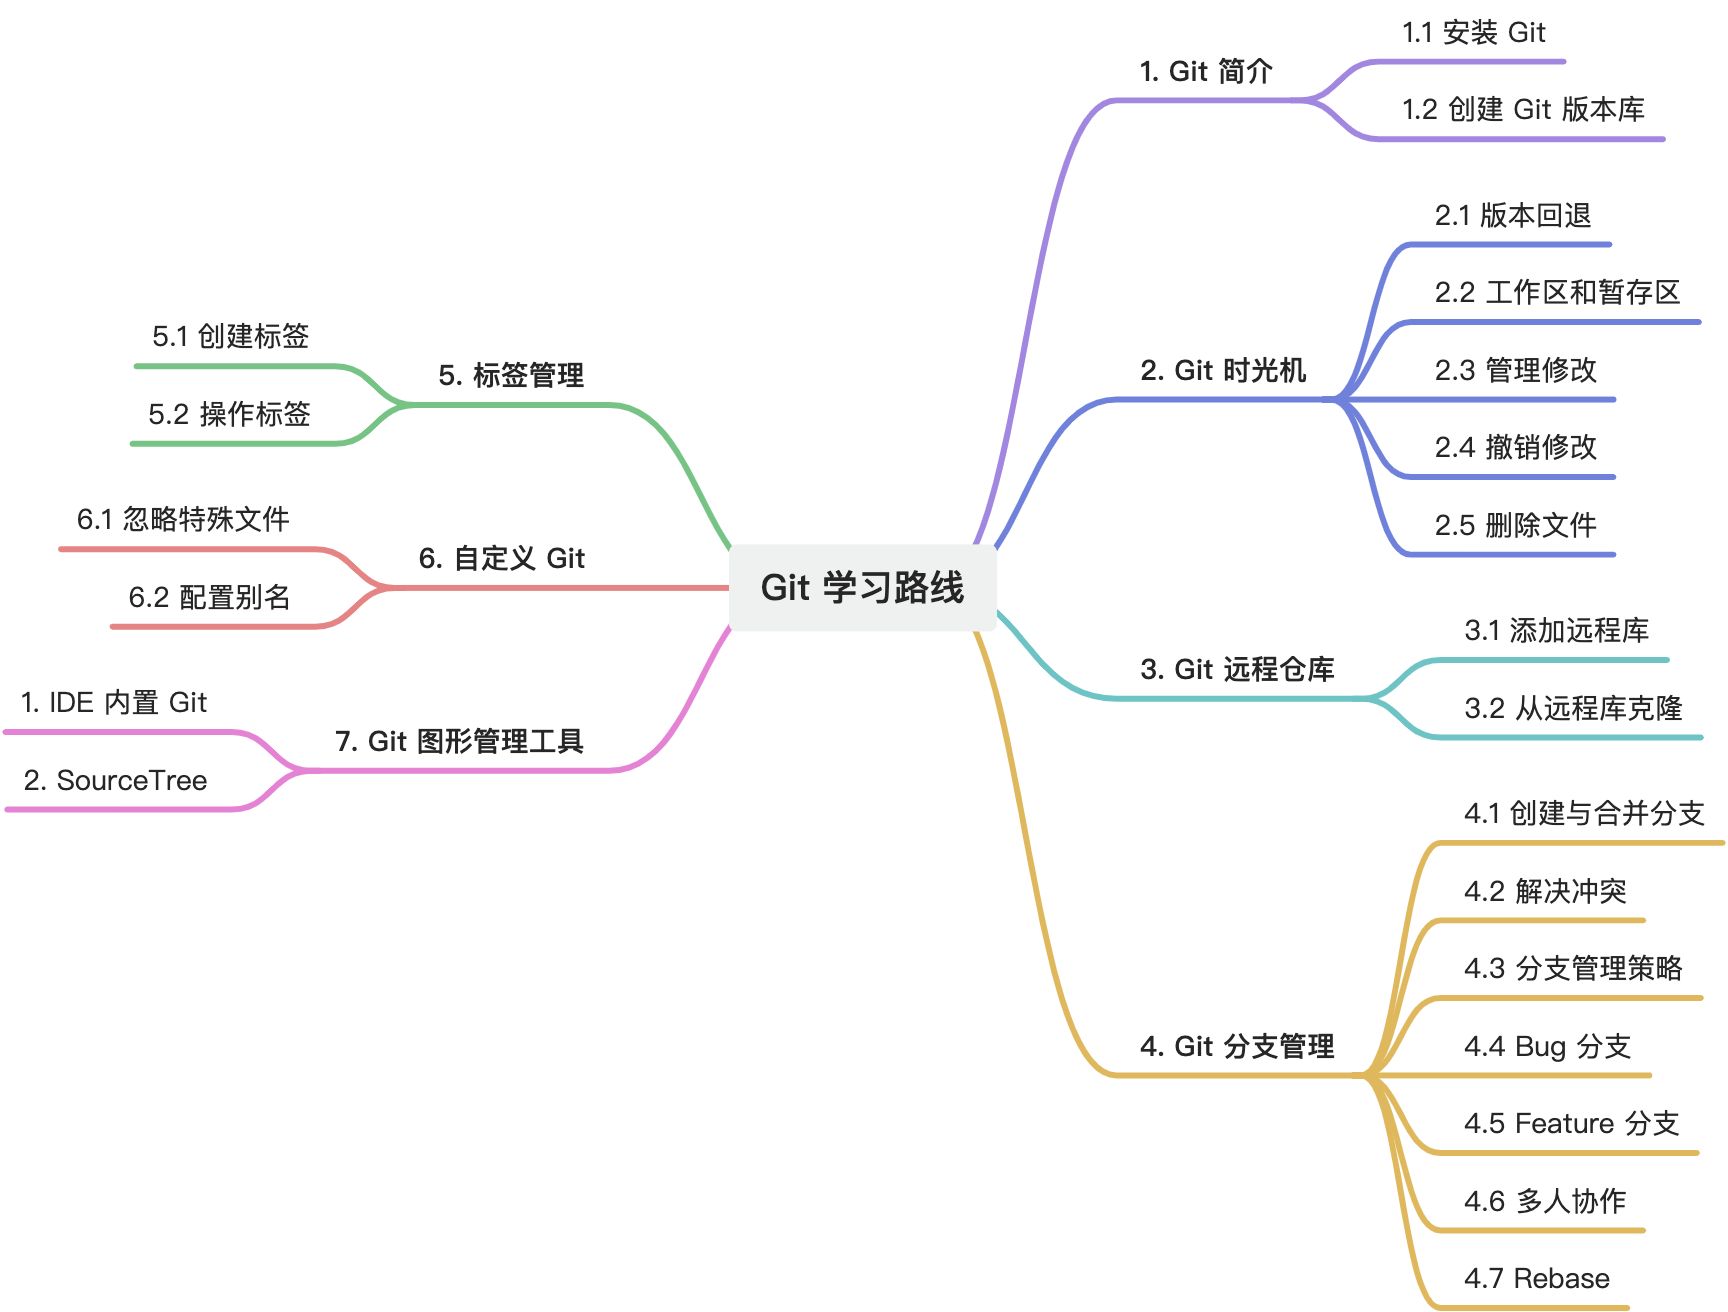 Git 学习路线
1. Git 简介
1.1 安装 Git
1.2 创建 Git 版本库
2. Git 时光机
2.1 版本回退
2.2 工作区和暂存区
2.3 管理修改
2.4 撤销修改
2.5 删除文件
3. Git 远程仓库
3.1 添加远程库
3.2 从远程库克隆
4. Git 分支管理
4.1 创建与合并分支
4.2 解决冲突
4.3 分支管理策略
4.4 Bug 分支
4.5 Feature 分支
4.6 多人协作
4.7 Rebase
5. 标签管理
5.1 创建标签
5.2 操作标签
6. 自定义 Git
6.1 忽略特殊文件
6.2 配置别名
7. Git 图形管理工具
1. IDE 内置 Git
2. SourceTree